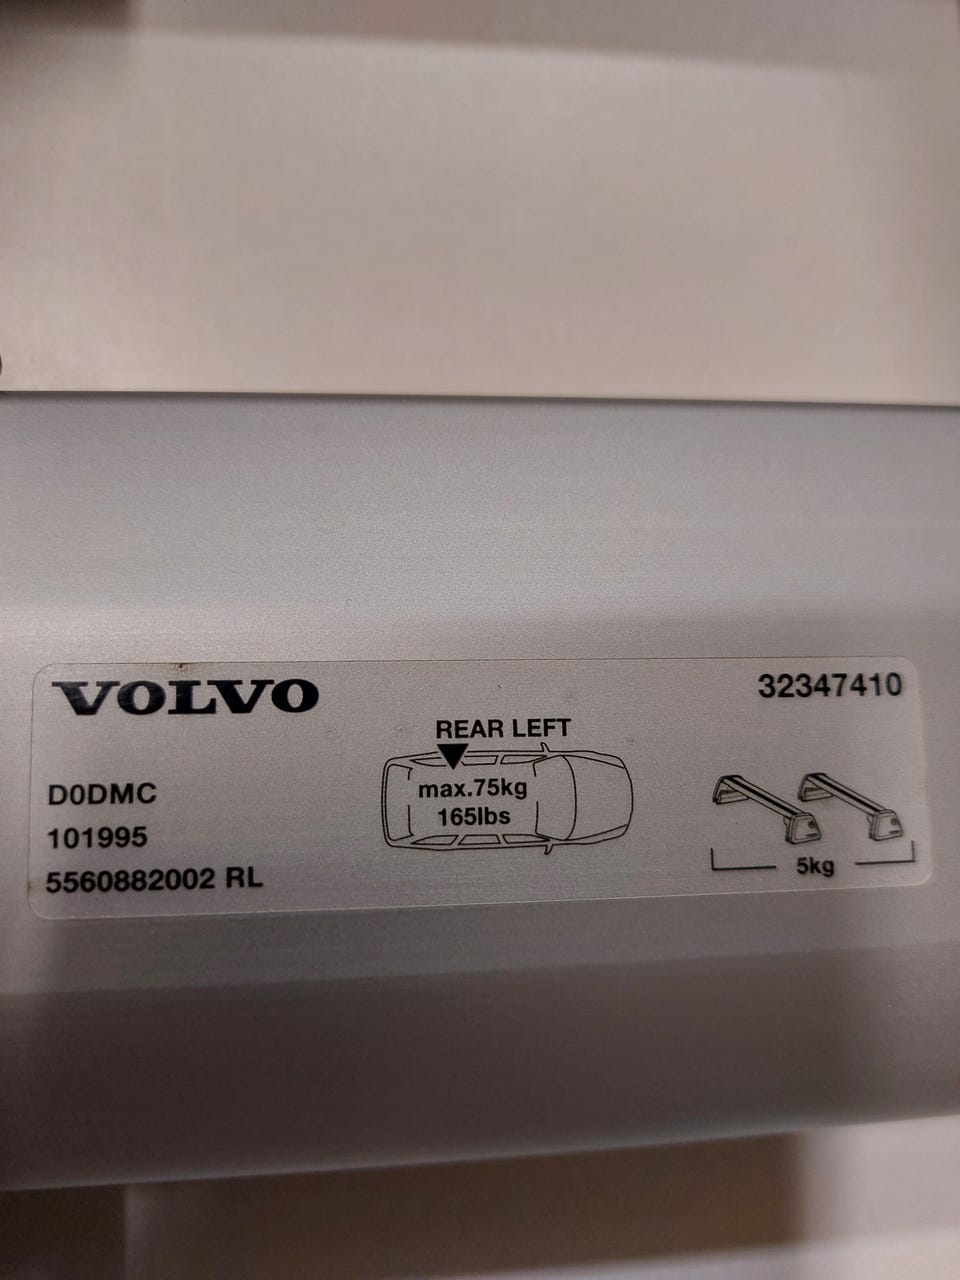 VOLVO
32347410
REAR LEFT
D0DMC
max.75kg
165lbs
101995
5kg
5560882002 RL